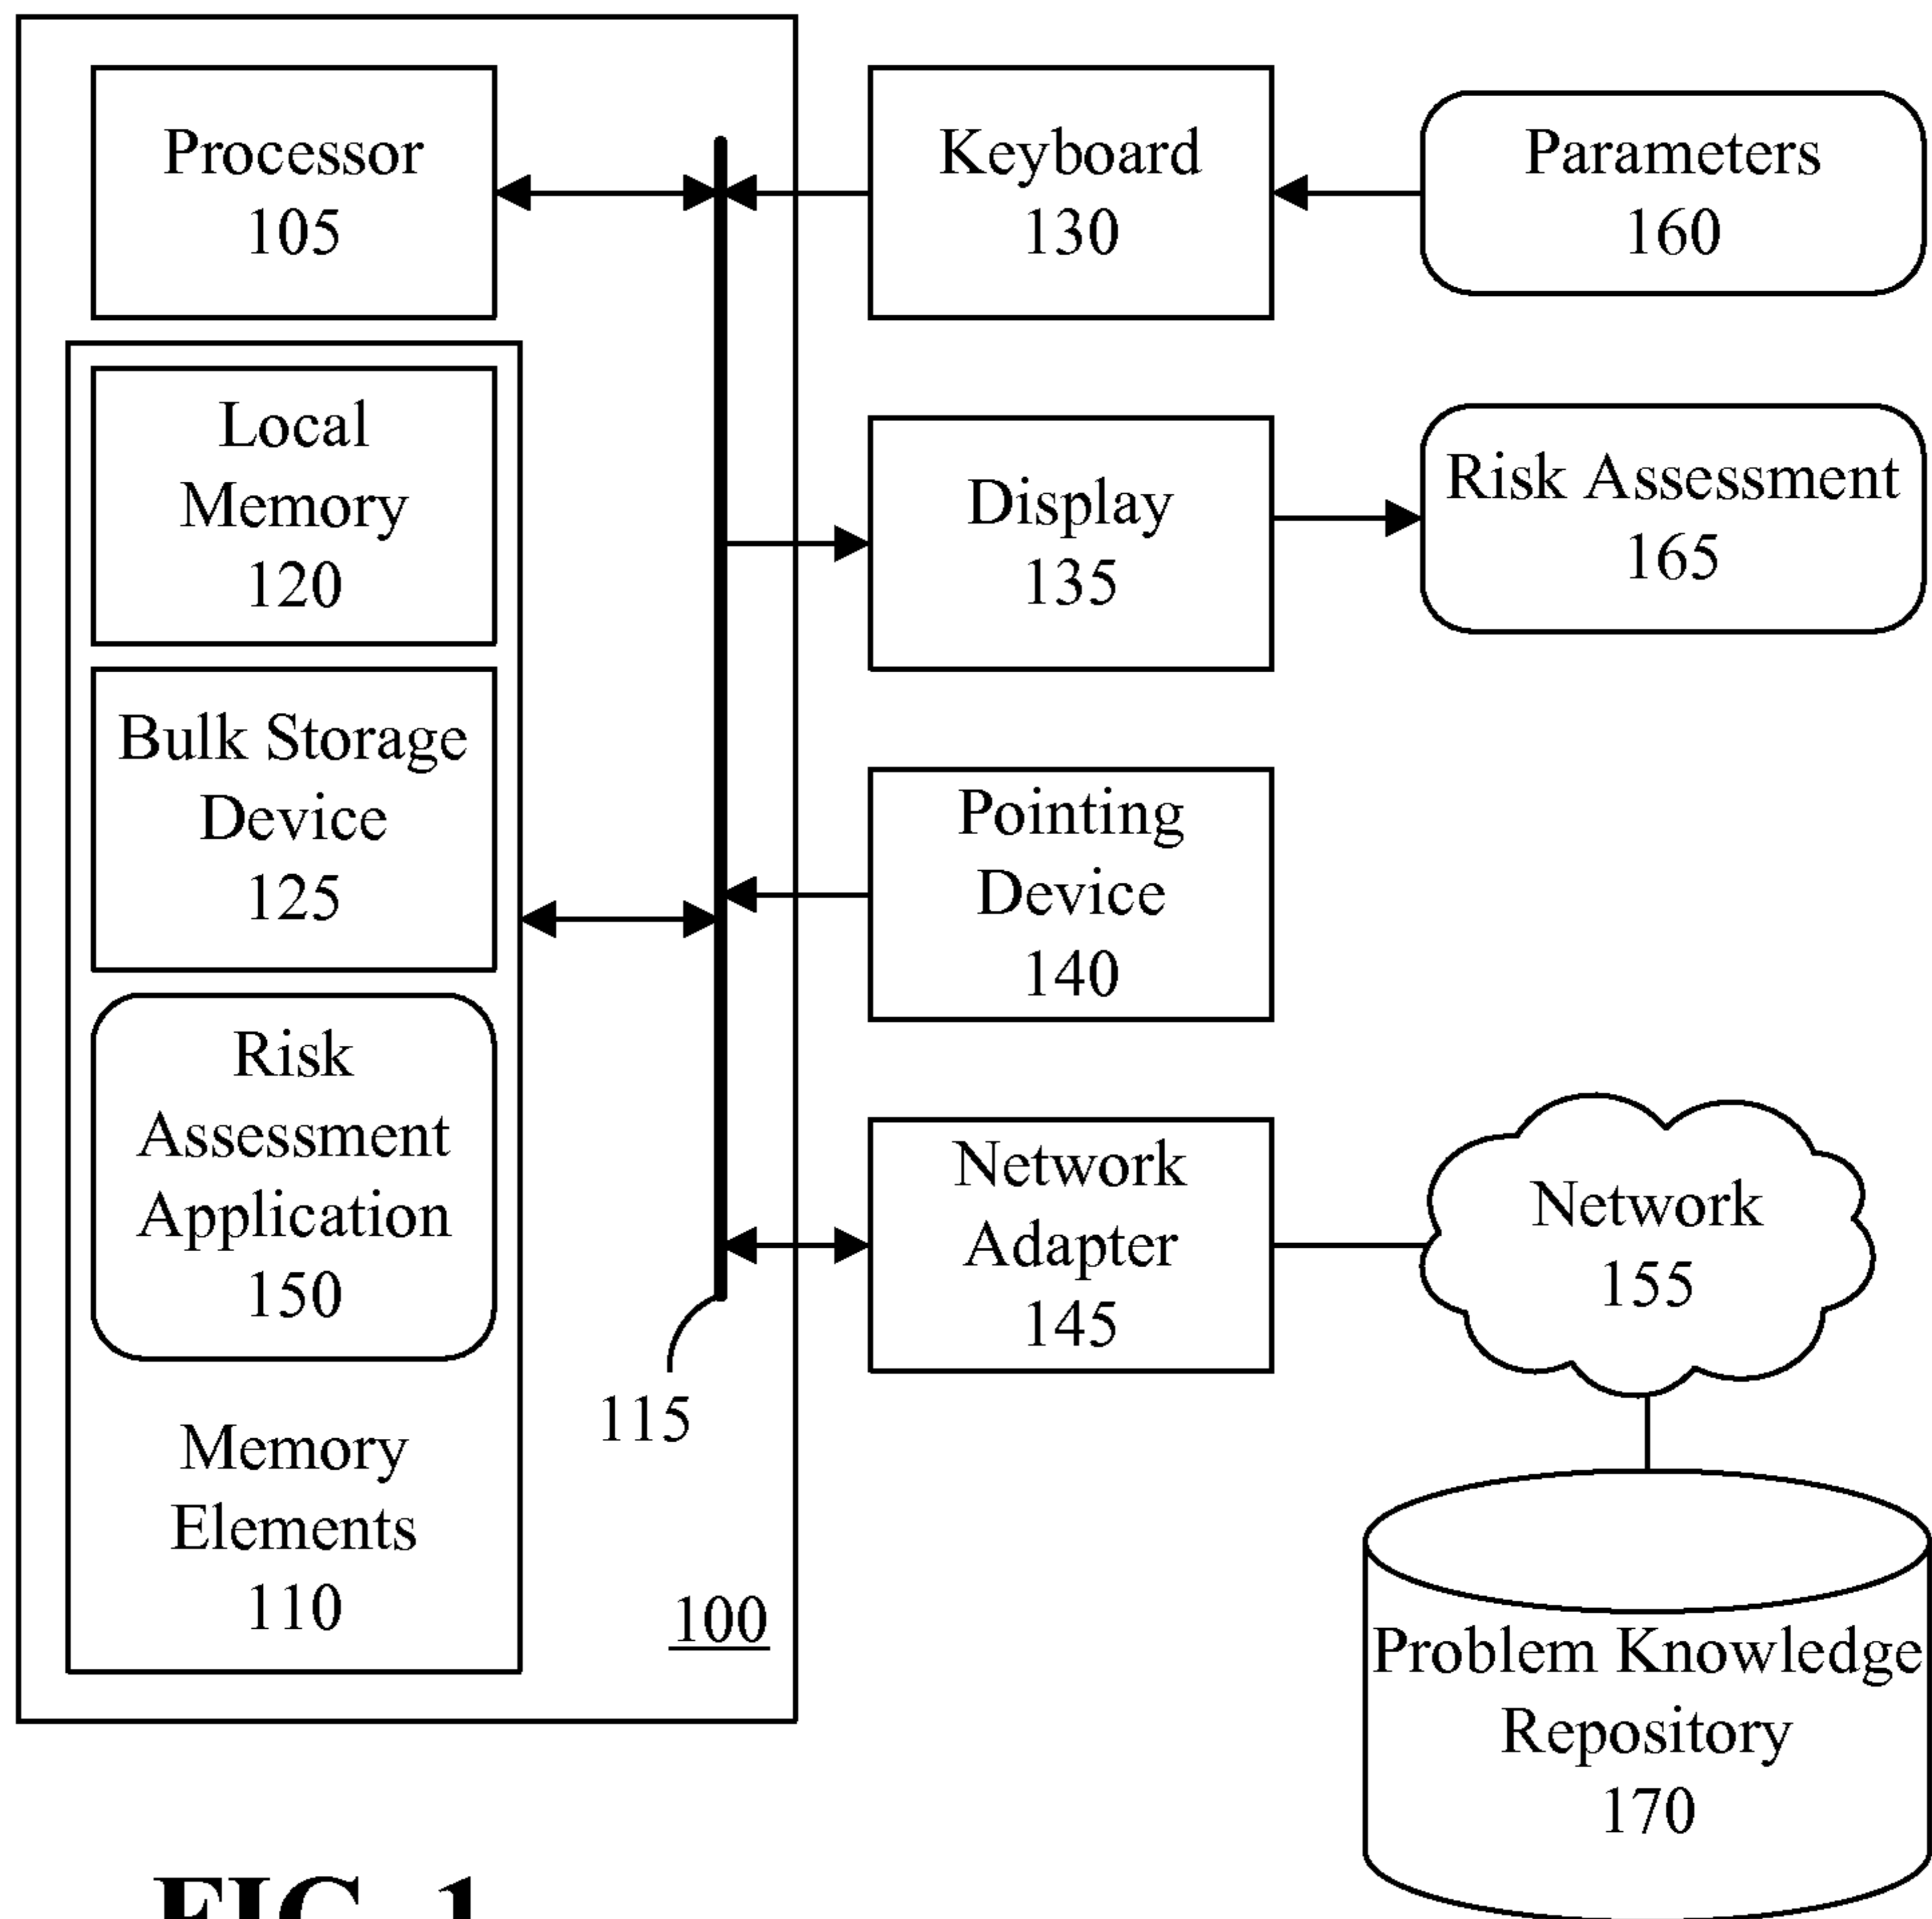 Processor
105
Keyboard
130
Parameters
160
Local
Memory
120
Display
135
Risk Assessment
165
Bulk Storage
Device
125
Pointing
Device
140
Risk
Assessment
Application
150
Network
Adapter
145
Network
155
115
Memory
Elements
110
100
Problem Knowledge
Repository
170
FIG. 1